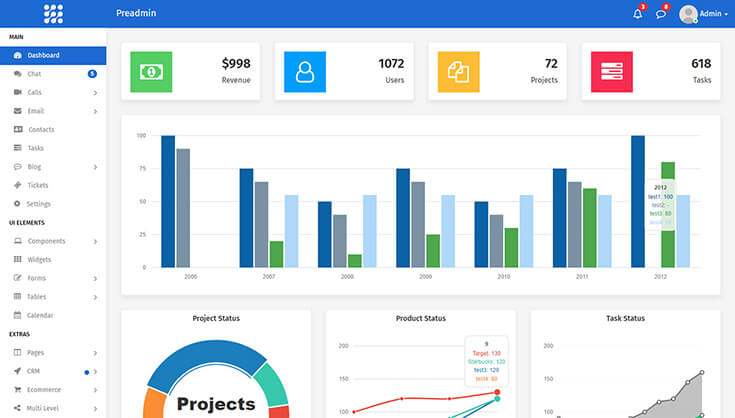 Preadmin
3
8
Admin
MAIN
Dashboard
Chat
5
Calls
Email
Contacts
Tasks
Blog
Tickets
Settings
UI ELEMENTS
Components
Widgets
Forms
Tables
Calendar
EXTRAS
Pages
CRM
Ecommerce
Multi Level
$998
Revenue
1072
Users
72
Projects
618
Tasks
100
75
50
25
0
2006
2007
2008
2009
2010
2011
2012
2012
test1: 100
test2: -
test3: 80
Project Status
Projects
Product Status
200
150
100
9
Target: 130
Starbucks: 120
test3: 120
test4: 80
Task Status
200
150
100